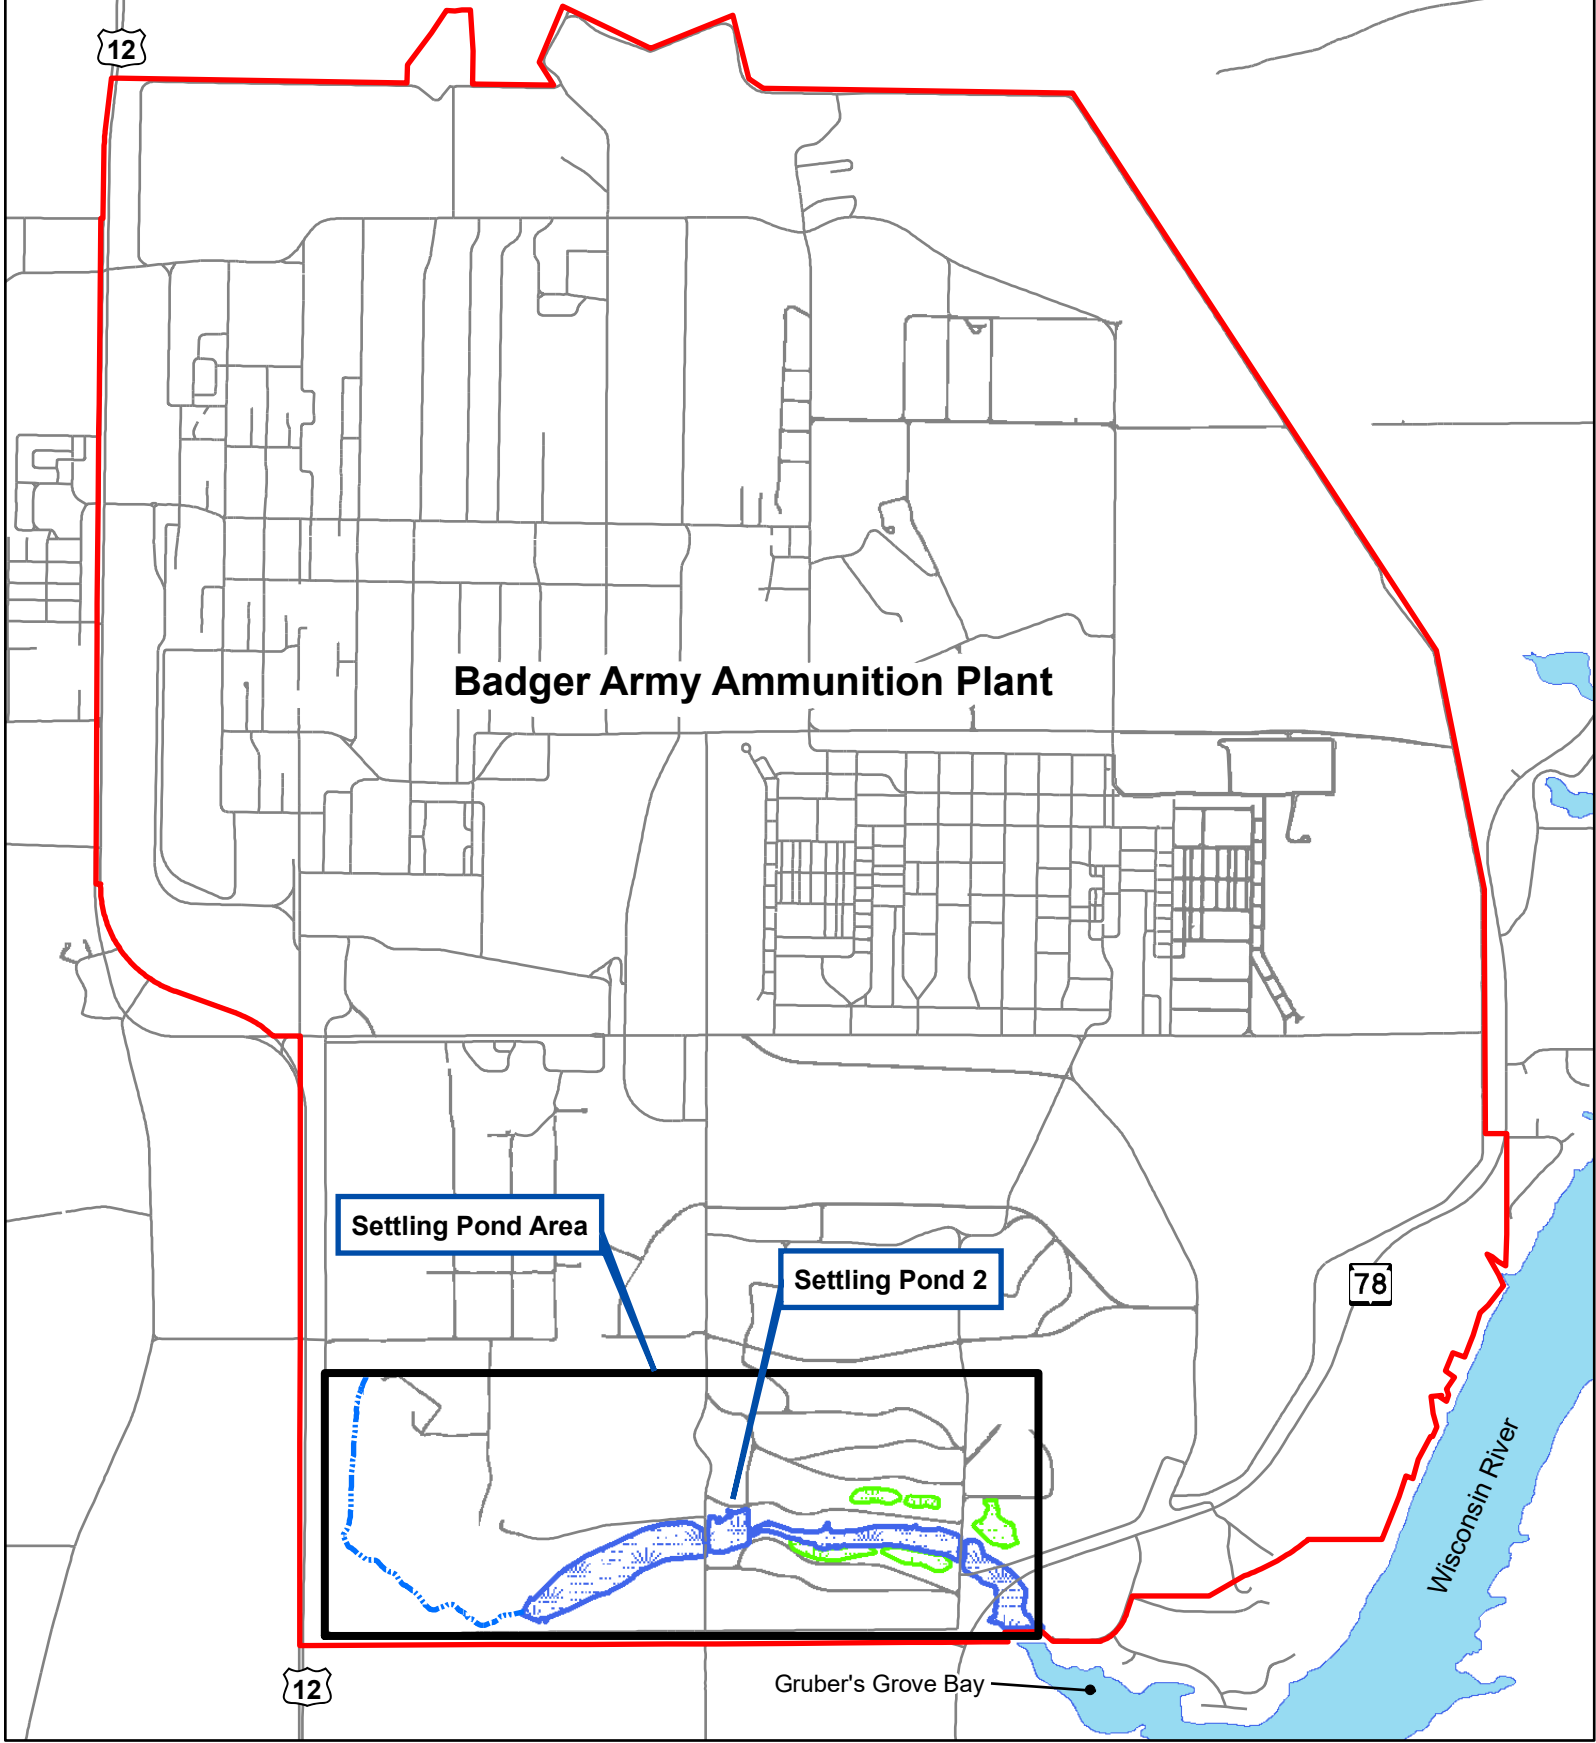 12
Badger Army Ammunition Plant
Settling Pond Area
Settling Pond 2
78
Wisconsin River
Gruber's Grove Bay
12